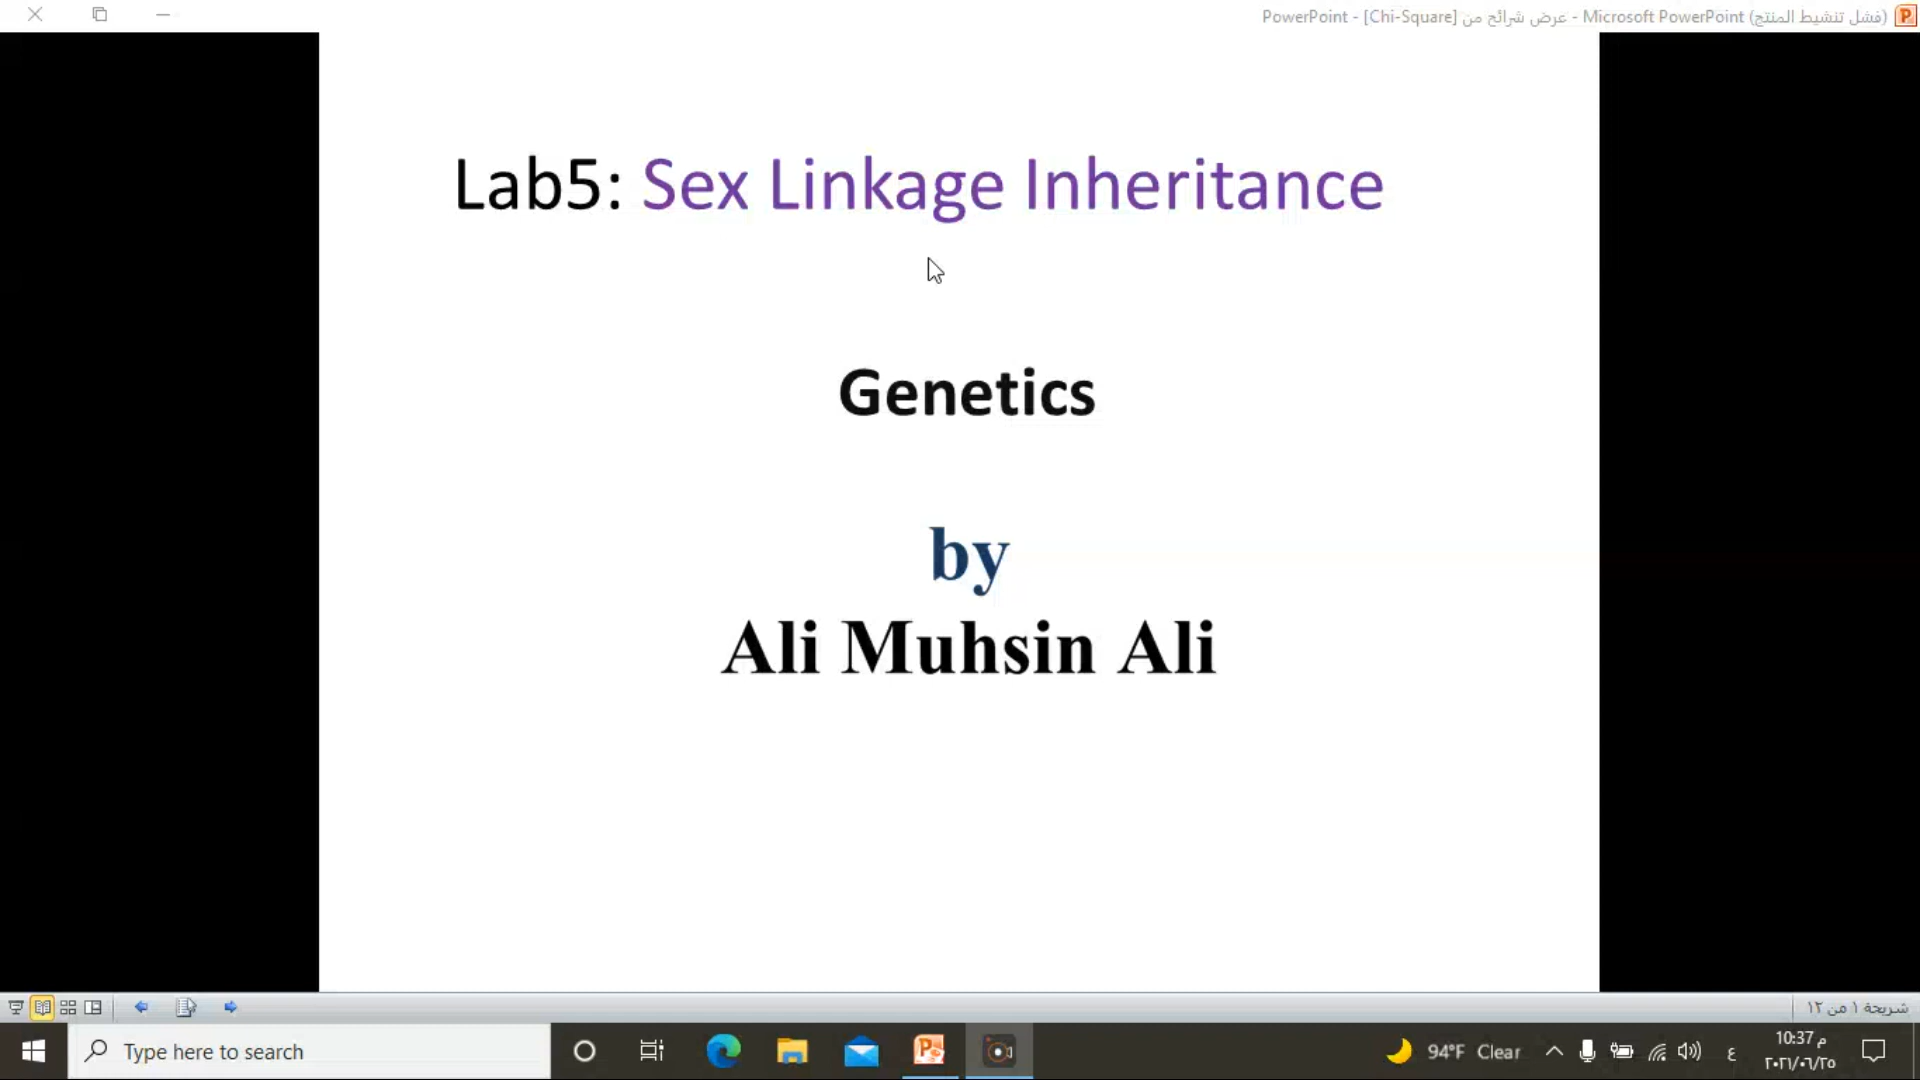 PowerPoint - [Chi-Square] عرض شرائح من - Microsoft PowerPoint (فشل تنشيط المنتج)
Lab5: Sex Linkage Inheritance
Genetics
by
Ali Muhsin Ali
شريحة ١ من ١٢
Type here to search
94°F Clear
ع
10:37 م
٢٠٢١/٠٦/٢٥